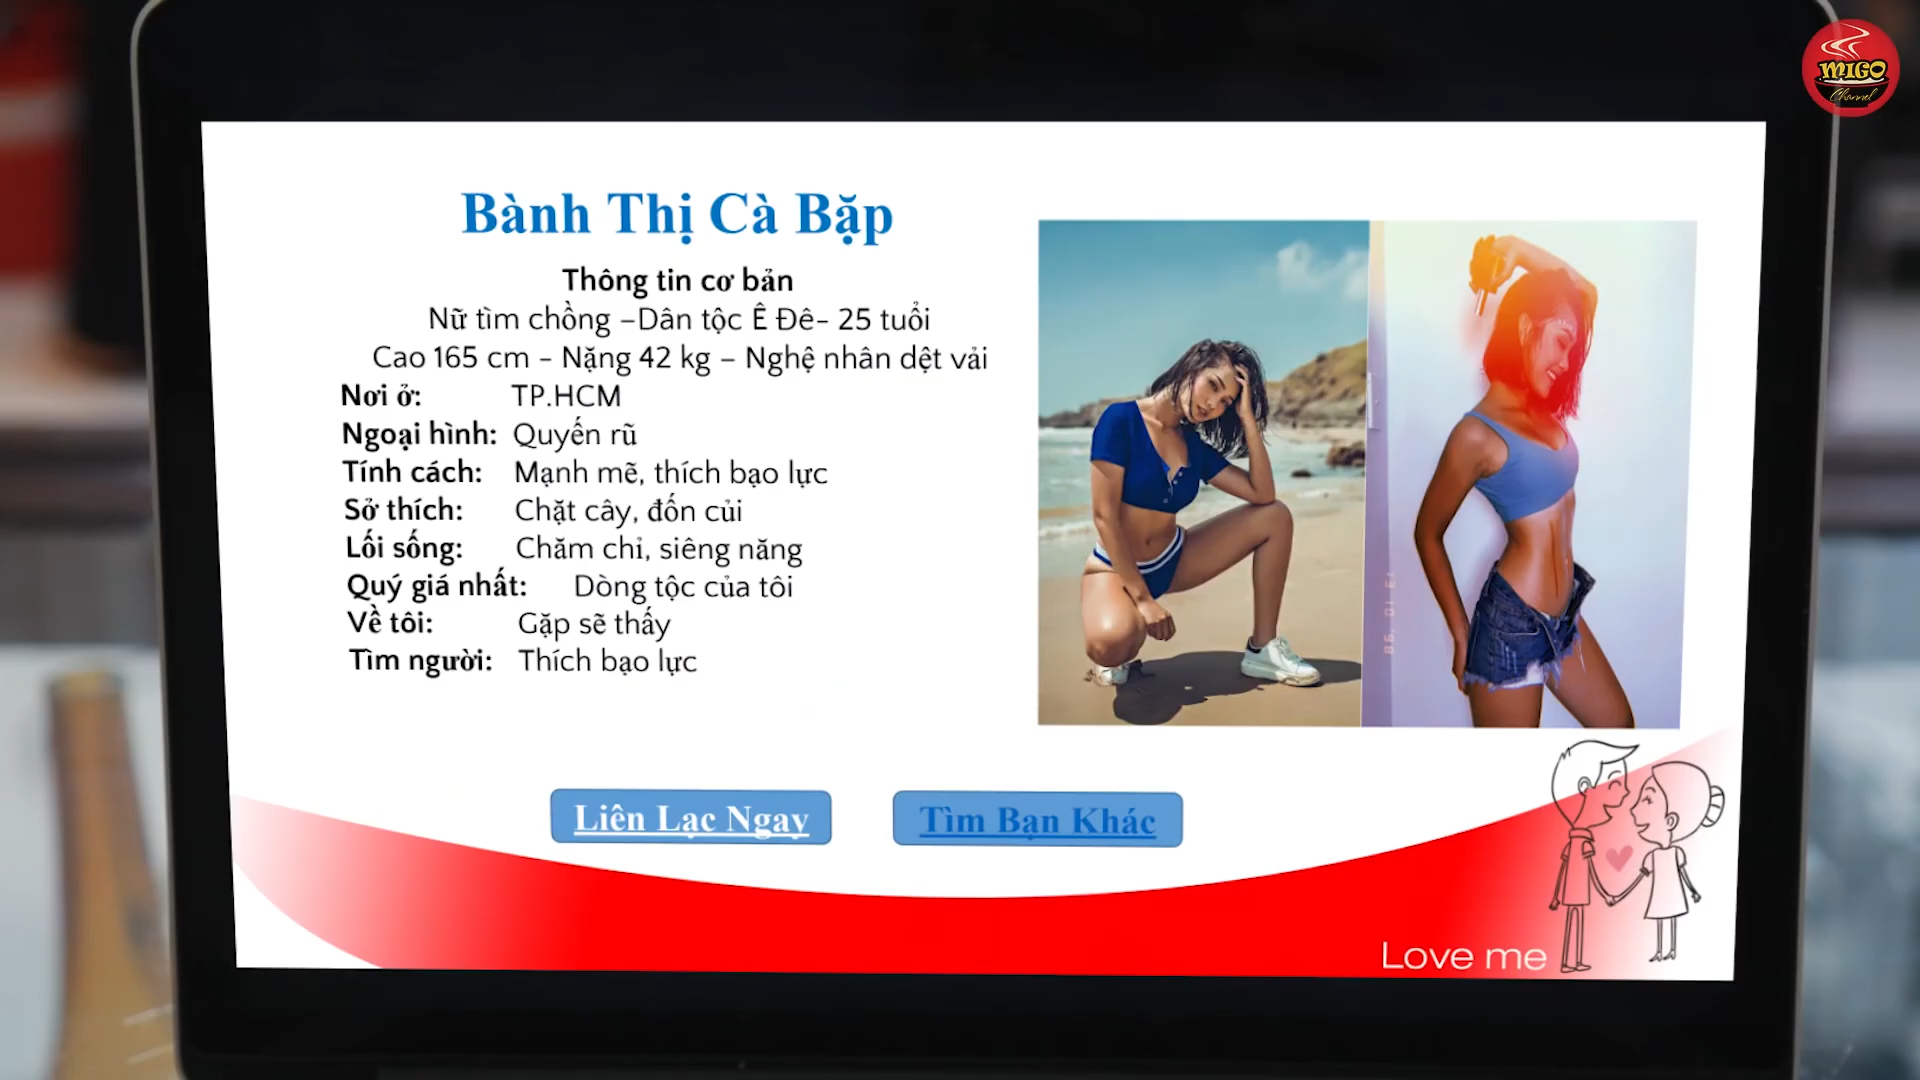 MIGO
Channel
Bành Thị Cà Bặp
Thông tin cơ bản
Nữ tìm chồng –Dân tộc Ê Đê– 25 tuổi
Cao 165 cm – Nặng 42 kg – Nghệ nhân dệt vải
Nơi ở: TP.HCM
Ngoại hình: Quyến rũ
Tính cách: Mạnh mẽ, thích bạo lực
Sở thích: Chặt cây, đốn củi
Lối sống: Chăm chỉ, siêng năng
Quý giá nhất: Dòng tộc của tôi
Về tôi: Gặp sẽ thấy
Tìm người: Thích bạo lực
Liên Lạc Ngay
Tìm Bạn Khác
Love me